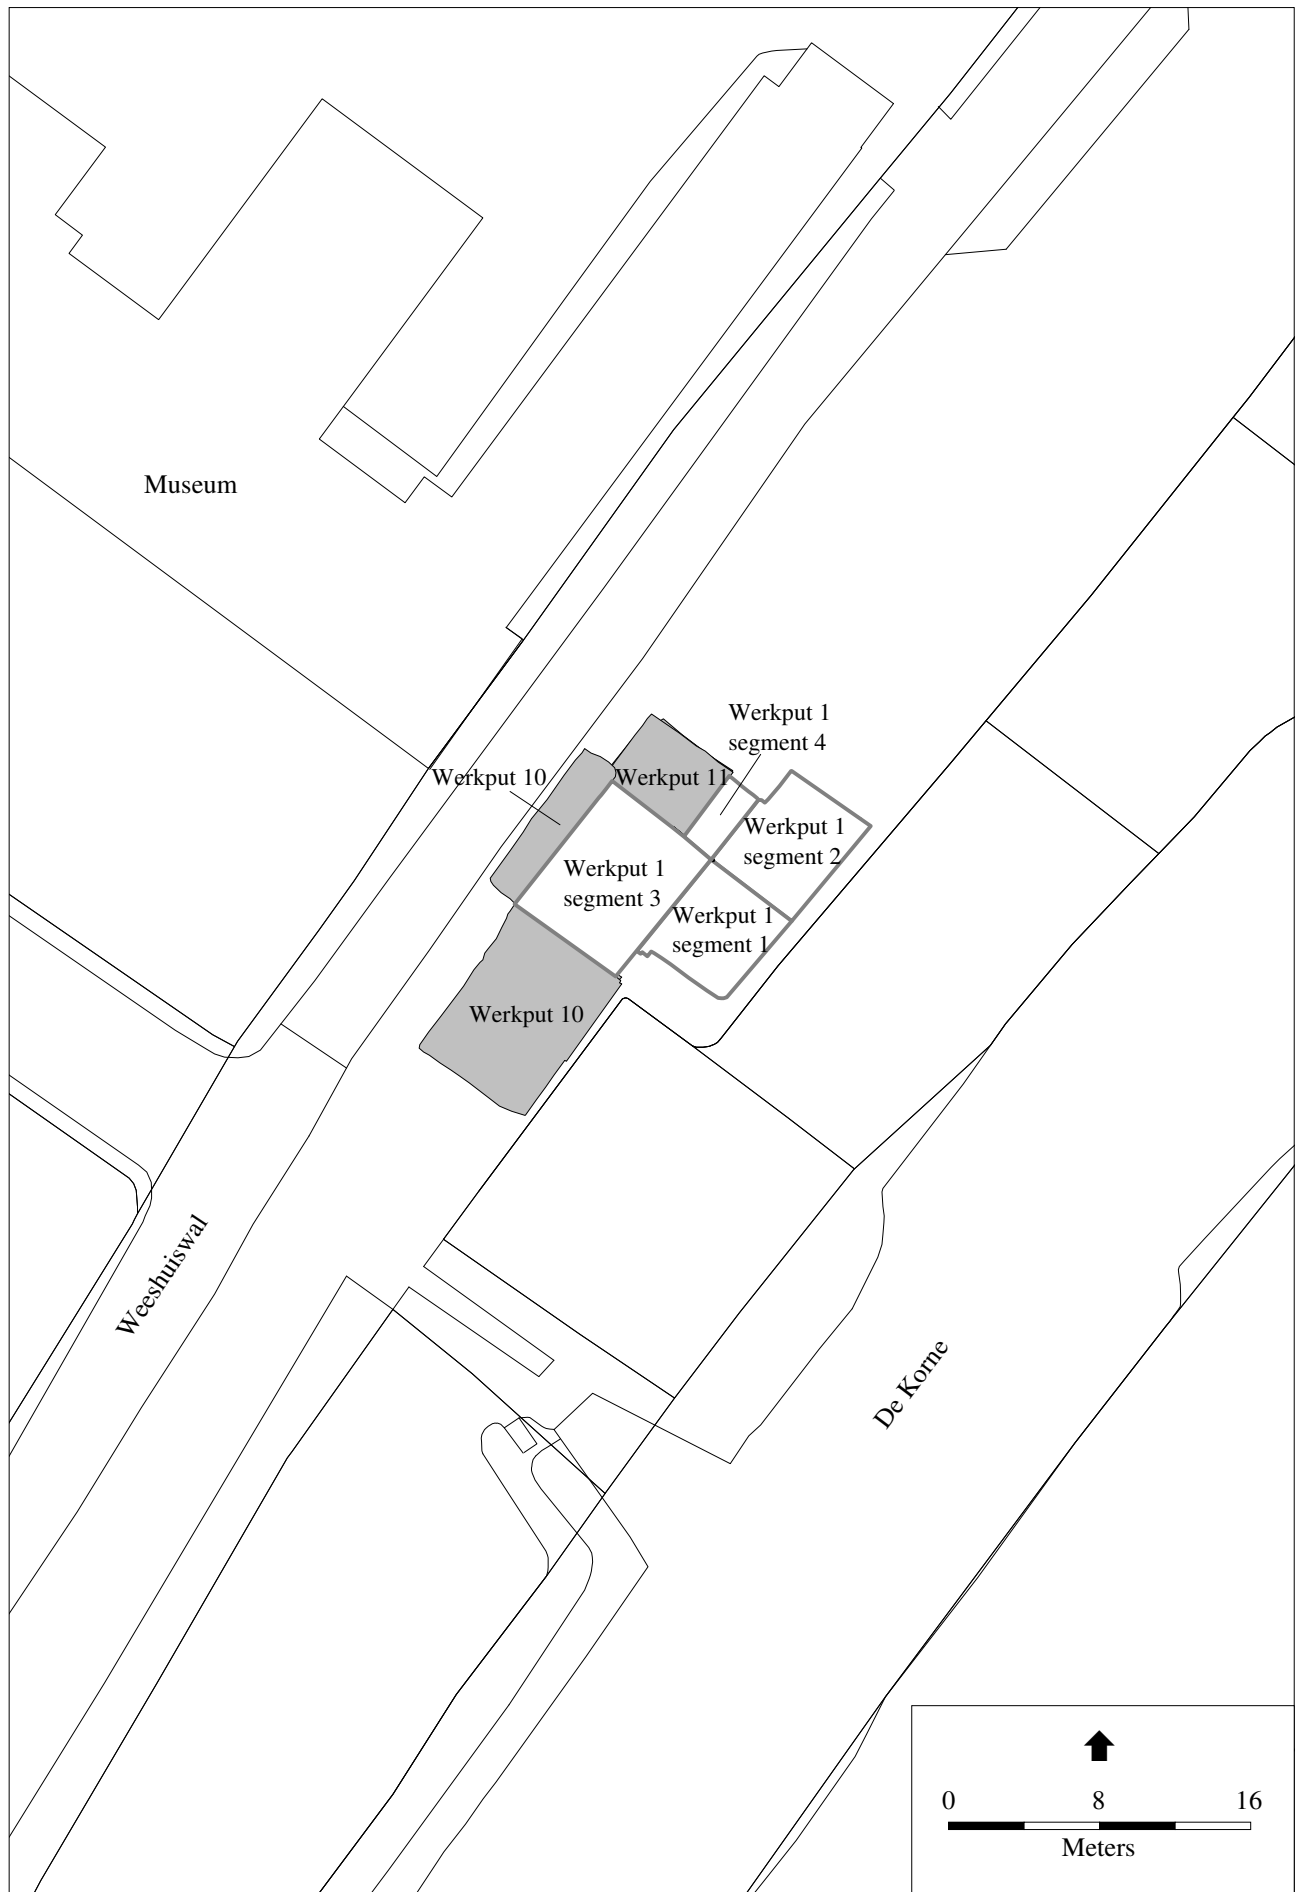 Museum
Werkput 1
segment 4
Werkput 10
Werkput 11
Werkput 1
segment 2
Werkput 1
segment 3
Werkput 1
segment 1
Werkput 10
Weeshuiswal
De Korne
0 8 16
Meters